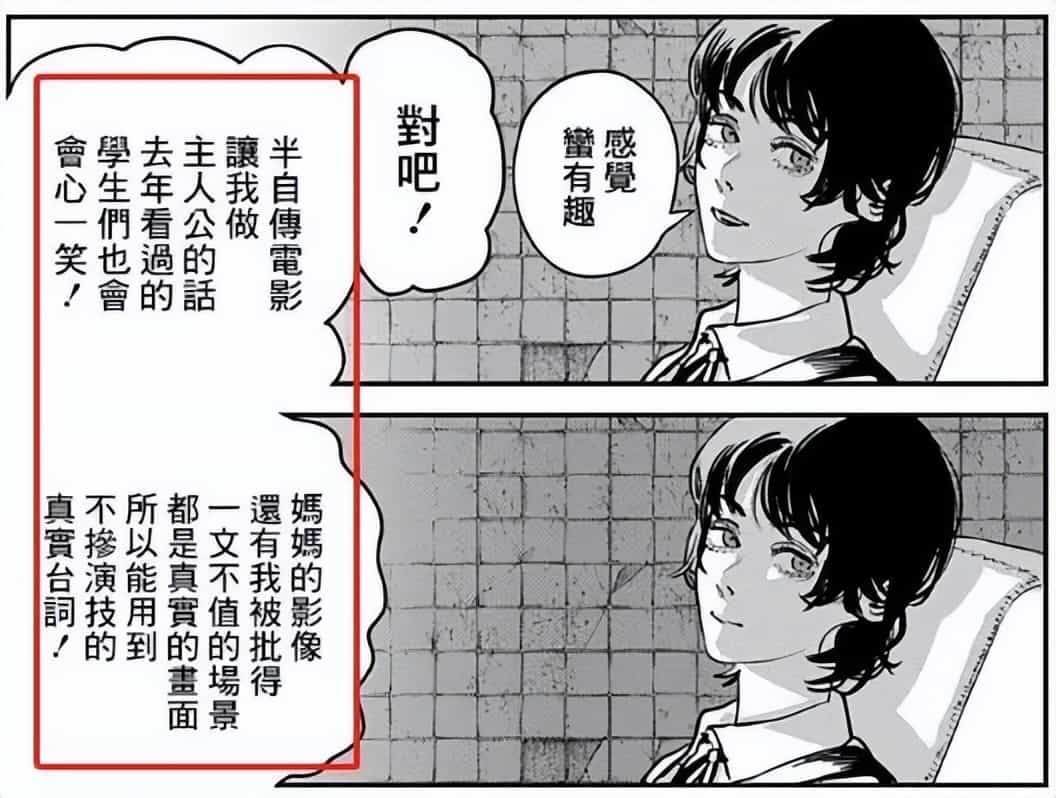 感覺
蠻有趣
對吧！
半自傳電影
讓我做
主人公的話
去年看過的
學生們也會
會心一笑！
媽媽的影像
還有我被批得
一文不值的場景
都是真實的畫面
所以能用到
不摻演技的
真實台詞！